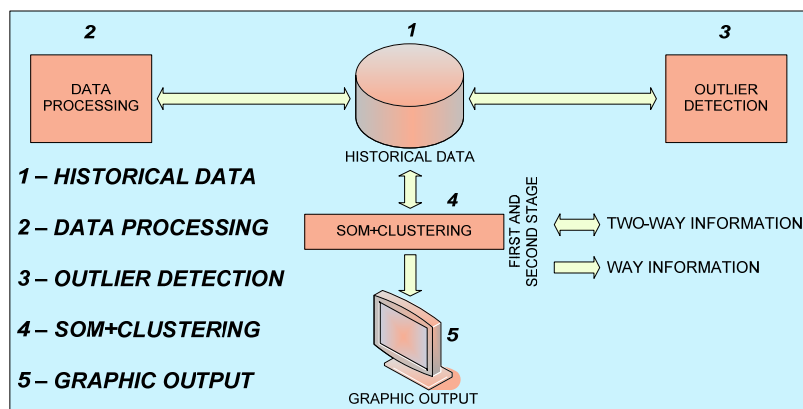 2
1
3
DATA
PROCESSING
OUTLIER
DETECTION
HISTORICAL DATA
1 – HISTORICAL DATA
2 – DATA PROCESSING
3 – OUTLIER DETECTION
4 – SOM+CLUSTERING
5 – GRAPHIC OUTPUT
4
SOM+CLUSTERING
FIRST AND
SECOND STAGE
TWO-WAY INFORMATION
WAY INFORMATION
5
GRAPHIC OUTPUT